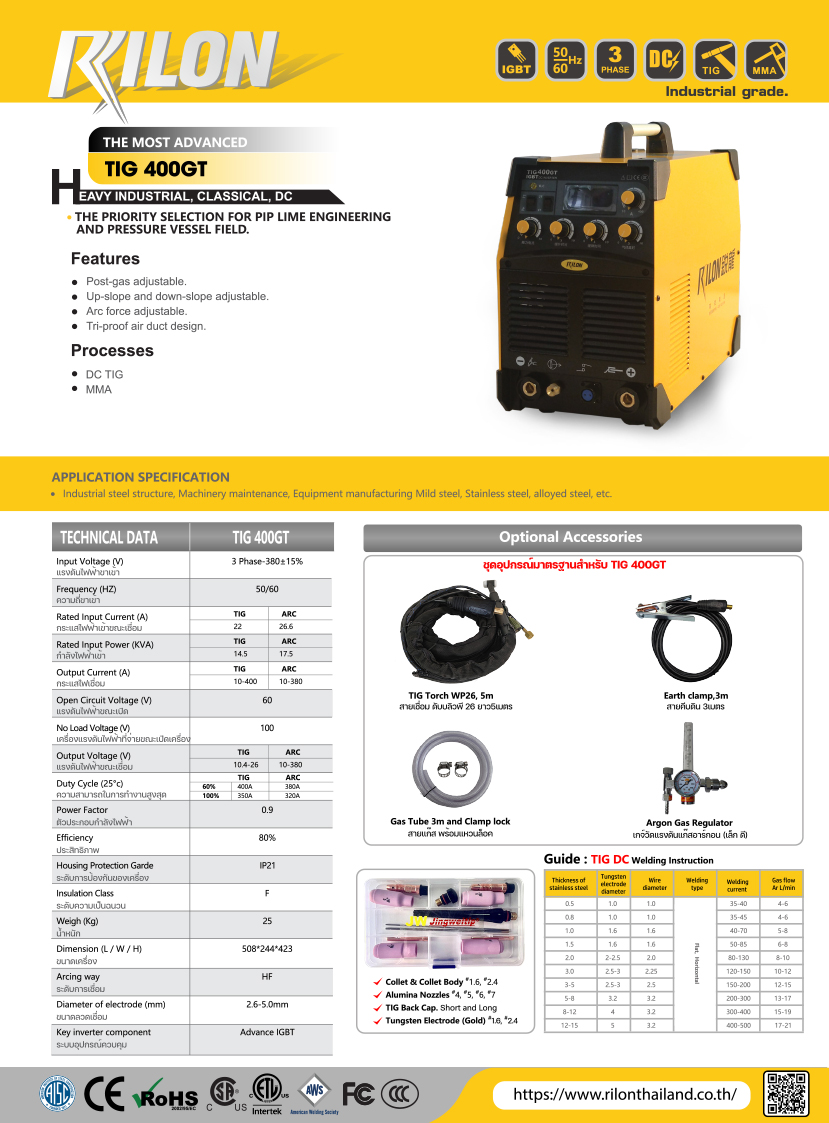 RILON
IGBT
50
60 Hz
3
PHASE
DC
TIG
MMA
Industrial grade.
THE MOST ADVANCED
TIG 400GT
HEAVY INDUSTRIAL, CLASSICAL, DC
• THE PRIORITY SELECTION FOR PIP LIME ENGINEERING
AND PRESSURE VESSEL FIELD.
Features
• Post-gas adjustable.
• Up-slope and down-slope adjustable.
• Arc force adjustable.
• Tri-proof air duct design.
Processes
• DC TIG
• MMA
TIG400GT
IGBT
RILON
RILON
APPLICATION SPECIFICATION
• Industrial steel structure, Machinery maintenance, Equipment manufacturing Mild steel, Stainless steel, alloyed steel, etc.
TECHNICAL DATA TIG 400GT
Input Voltage (V) 3 Phase-380±15%
แรงดันไฟฟ้าขาเข้า
Frequency (HZ) 50/60
ความถี่ขาเขา
Rated Input Current (A) TIG ARC
กระแสไฟฟ้าเข้าขณะเชื่อม 22 26.6
Rated Input Power (KVA) TIG ARC
กำลังไฟฟ้าเข้า 14.5 17.5
Output Current (A) TIG ARC
กระแสไฟเชื่อม 10-400 10-380
Open Circuit Voltage (V) 60
แรงดันไฟฟ้าขณะเปิด
No Load Voltage (V) 100
เครื่องแรงดันไฟฟ้าที่จ่ายขณะเปิดเครื่อง
Output Voltage (V) TIG ARC
แรงดันไฟฟ้าขณะเชื่อม 10.4-26 10-380
Duty Cycle (25°c) TIG ARC
60% 400A 380A
ความสามารถในการทำงานสูงสุด 100% 350A 320A
Power Factor 0.9
ตัวประกอบกำลังไฟฟ้า
Efficiency 80%
ประสิทธิภาพ
Housing Protection Garde IP21
ระดับการป้องกันของเครื่อง
Insulation Class F
ระดับความเป็นฉนวน
Weigh (Kg) 25
น้ำหนัก
Dimension (L / W / H) 508*244*423
ขนาดเครื่อง
Arcing way HF
ระดับการเชื่อม
Diameter of electrode (mm) 2.6-5.0mm
ขนาดลวดเชื่อม
Key inverter component Advance IGBT
ระบบอุปกรณ์ควบคุม
Optional Accessories
ชุดอุปกรณ์มาตรฐานสำหรับ TIG 400GT
TIG Torch WP26, 5m
สายเชื่อม ดับบลิวพี 26 ยาว5เมตร
Earth clamp,3m
สายคีบดิน 3เมตร
Gas Tube 3m and Clamp lock
สายแก๊ส พร้อมแหวนล็อค
Argon Gas Regulator
เกจ์วัดแรงดันแก๊สอาร์กอน (เล็ก ดี)
JW Jingweitip
Collet & Collet Body #1.6, #2.4
Alumina Nozzles #4, #5, #6, #7
TIG Back Cap. Short and Long
Tungsten Electrode (Gold) #1.6, #2.4
Guide : TIG DC Welding Instruction
Thickness of stainless steel Tungsten electrode diameter Wire diameter Welding type Welding current Gas flow Ar L/min
0.5 1.0 1.0 35-40 4-6
0.8 1.0 1.0 35-45 4-6
1.0 1.6 1.6 40-70 5-8
1.5 1.6 1.6 50-85 6-8
2.0 2-2.5 2.0 80-130 8-10
3.0 2.5-3 2.25 120-150 10-12
3-5 2.5-3 2.5 150-200 12-15
5-8 3.2 3.2 200-300 13-17
8-12 4 3.2 300-400 15-19
12-15 5 3.2 400-500 17-21
Flat, Horizontal
AISC
CE
RoHS
2002/95/EC
C SA US
C ETL US
Intertek
AWS
American Welding Society
FC
CCC
https://www.rilonthailand.co.th/